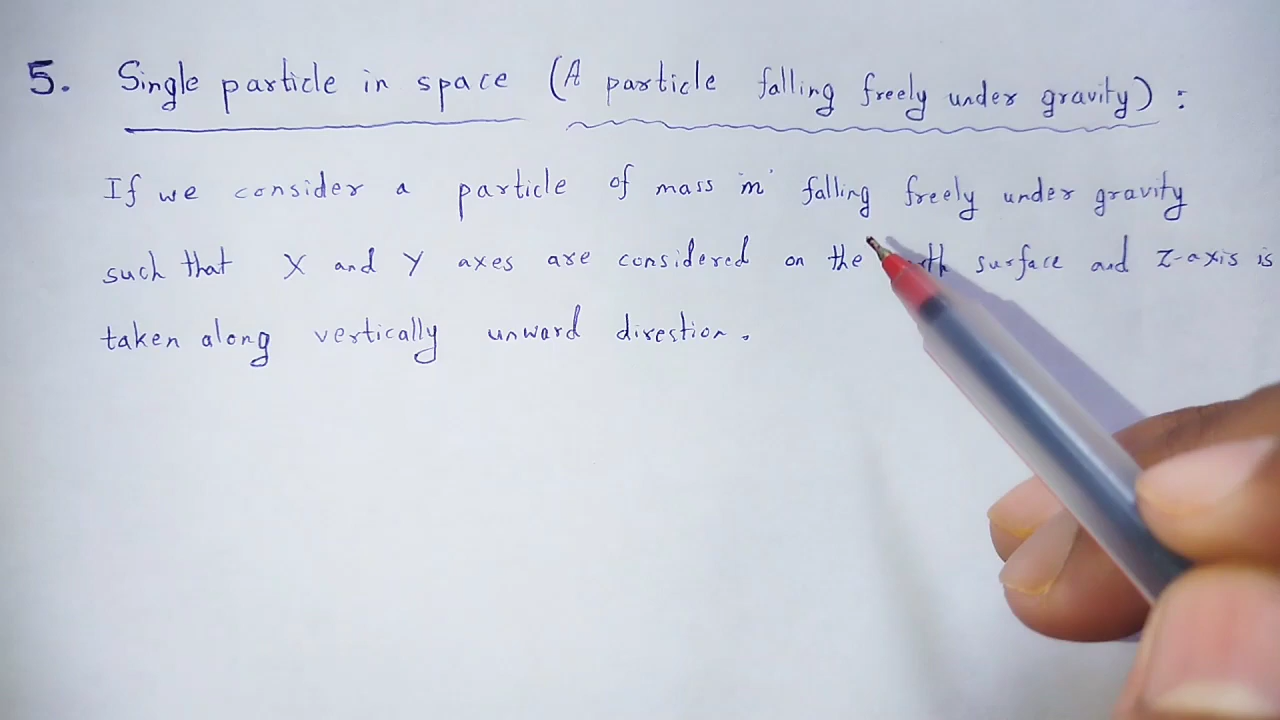 5. Single particle in space (A particle falling freely under gravity) :
If we consider a particle of mass 'm' falling freely under gravity
such that X and Y axes are considered on the surface and Z-axis is
taken along vertically unward direstion.